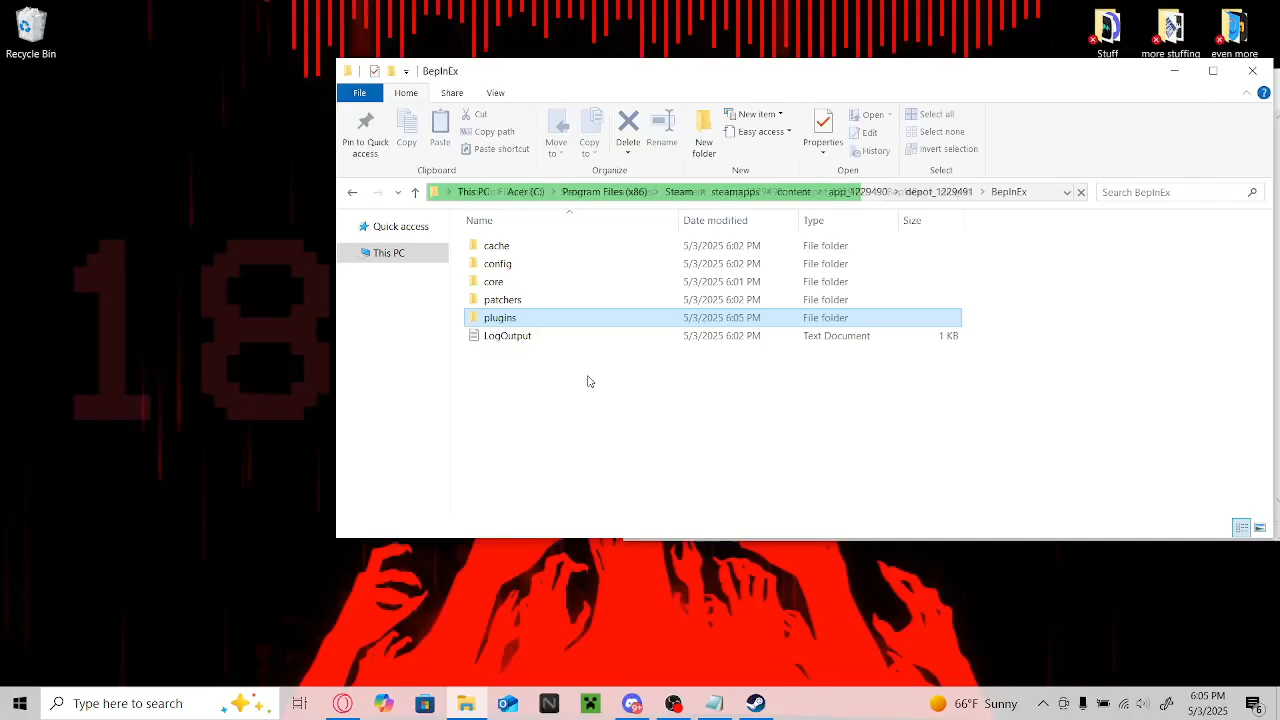 Recycle Bin
Stuff
more stuffing
even more
BepInEx
File Home Share View
Pin to Quick access
Copy
Paste
Cut
Copy path
Paste shortcut
Clipboard
Move to
Copy to
Delete
Rename
Organize
New folder
New item
Easy access
New
Properties
Open
Edit
History
Open
Select all
Select none
Invert selection
Select
This PC > Acer (C:) > Program Files (x86) > Steam > steamapps > content > app_1229490 > depot_1229491 > BepInEx
Search BepInEx
Quick access
This PC
Name Date modified Type Size
cache 5/3/2025 6:02 PM File folder
config 5/3/2025 6:02 PM File folder
core 5/3/2025 6:01 PM File folder
patchers 5/3/2025 6:02 PM File folder
plugins 5/3/2025 6:05 PM File folder
LogOutput 5/3/2025 6:02 PM Text Document 1 KB
18
Type here to search
9+
66°F Sunny
6:05 PM
5/3/2025
6